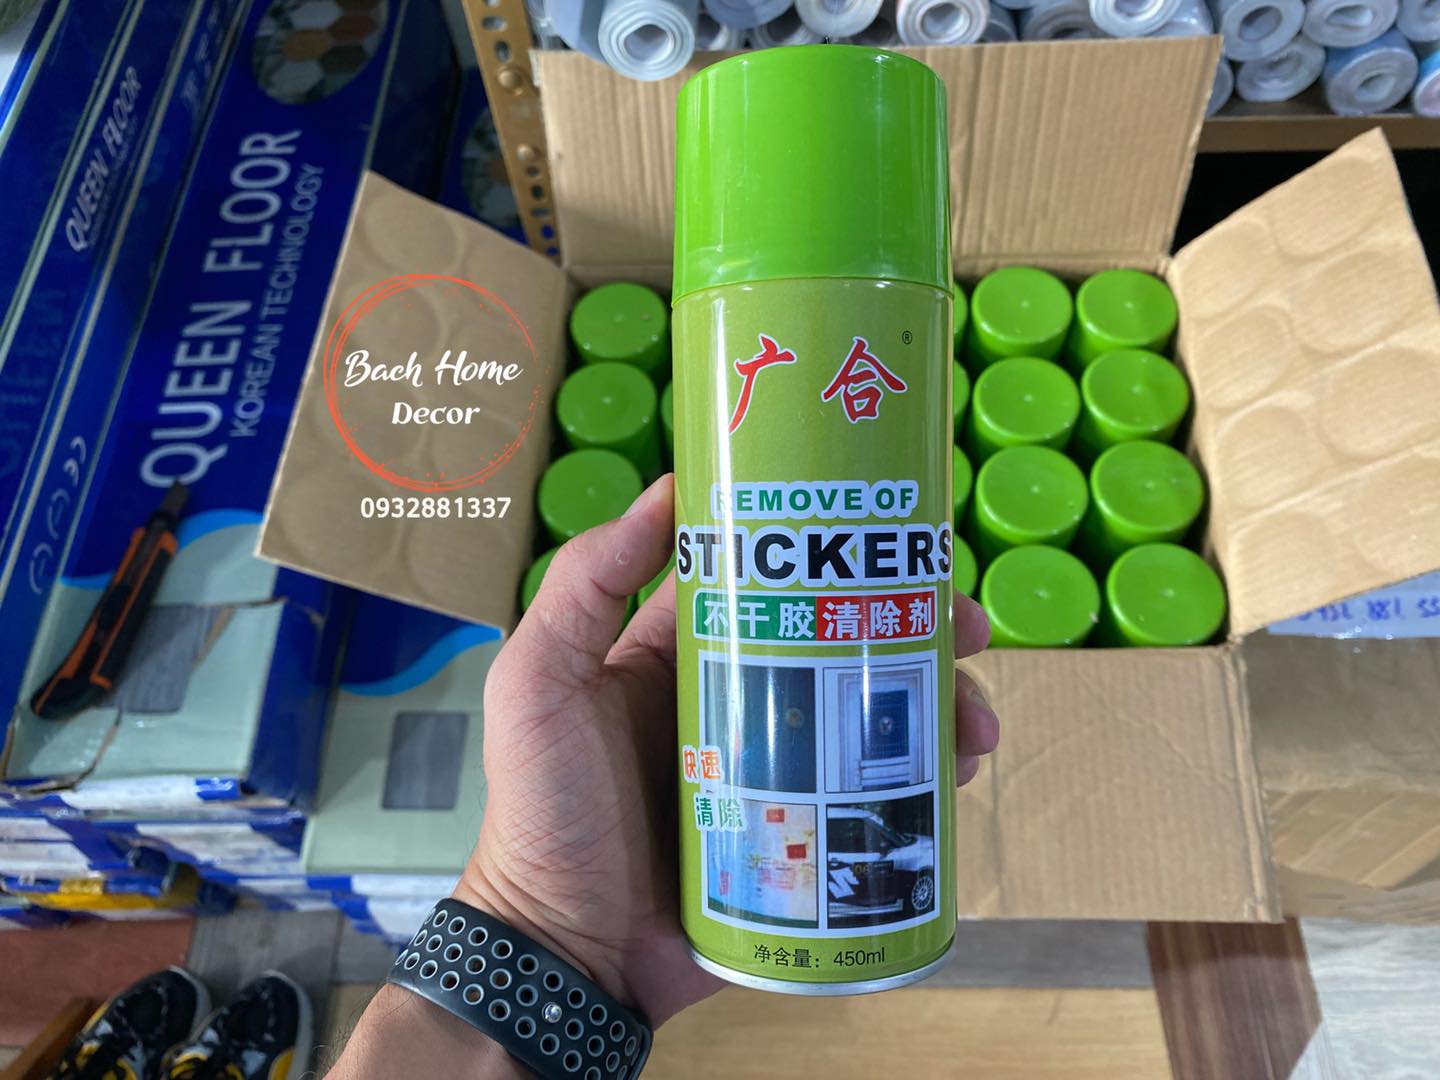 QUEEN FLOOR
QUEEN FLOOR
KOREAN TECHNOLOGY
Bach Home
Decor
0932881337
广合®
REMOVE OF
STICKERS
不干胶清除剂
快速
清除
净含量：450ml